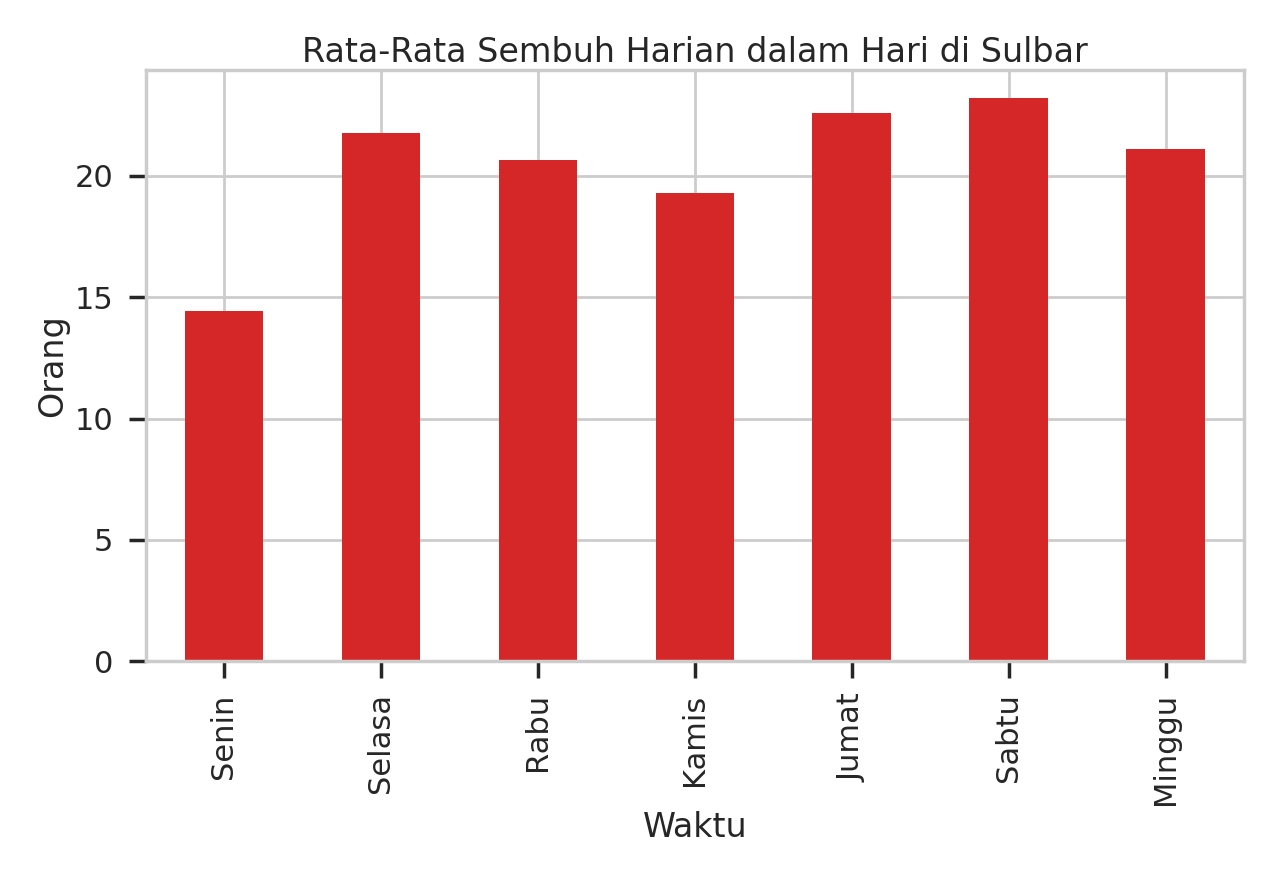 Rata-Rata Sembuh Harian dalam Hari di Sulbar
Orang
20
15
10
5
0
Senin
Selasa
Rabu
Kamis
Jumat
Sabtu
Minggu
Waktu